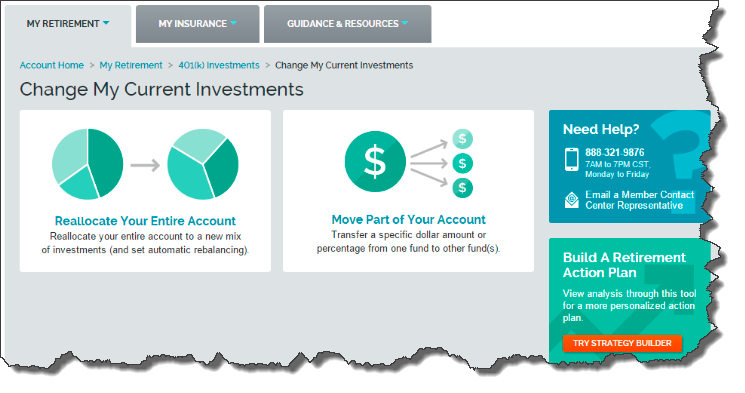 MY RETIREMENT
MY INSURANCE
GUIDANCE & RESOURCES
Account Home > My Retirement > 401(k) Investments > Change My Current Investments
Change My Current Investments
Reallocate Your Entire Account
Reallocate your entire account to a new mix
of investments (and set automatic rebalancing).
$
$
$
$
Move Part of Your Account
Transfer a specific dollar amount or
percentage from one fund to other fund(s).
Need Help?
?
888.321.9876
7AM to 7PM CST,
Monday to Friday
Email a Member Contact
Center Representative
Build A Retirement
Action Plan
View analysis through this tool
for a more personalized action
plan.
TRY STRATEGY BUILDER